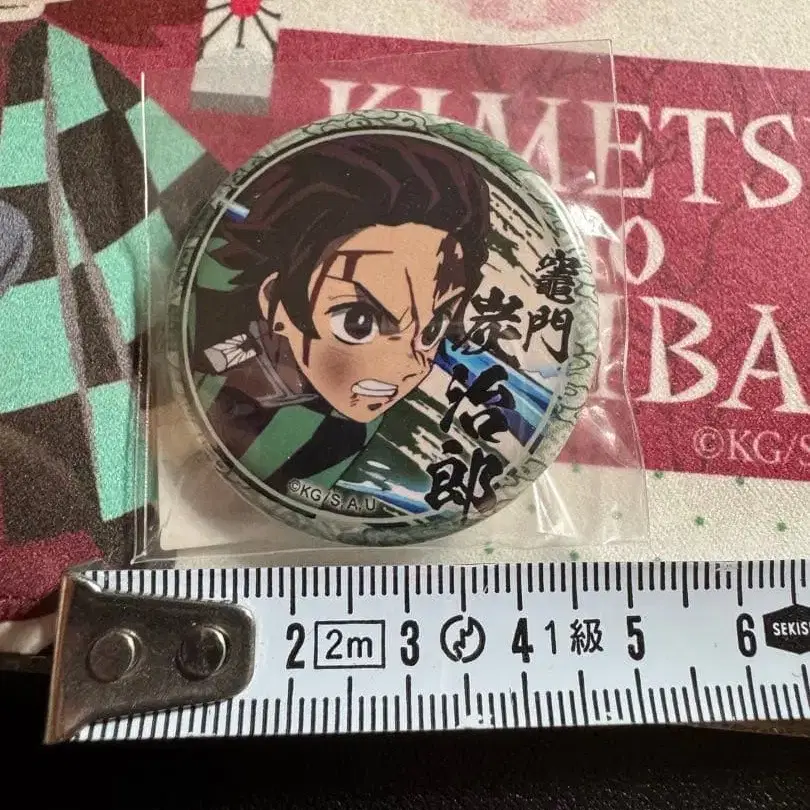 KIMETS
NO
IBA
©KG/S
竈門
炭治郎
©KG/S,A,U
2 2m 3 4 1級 5 6 SEKIS